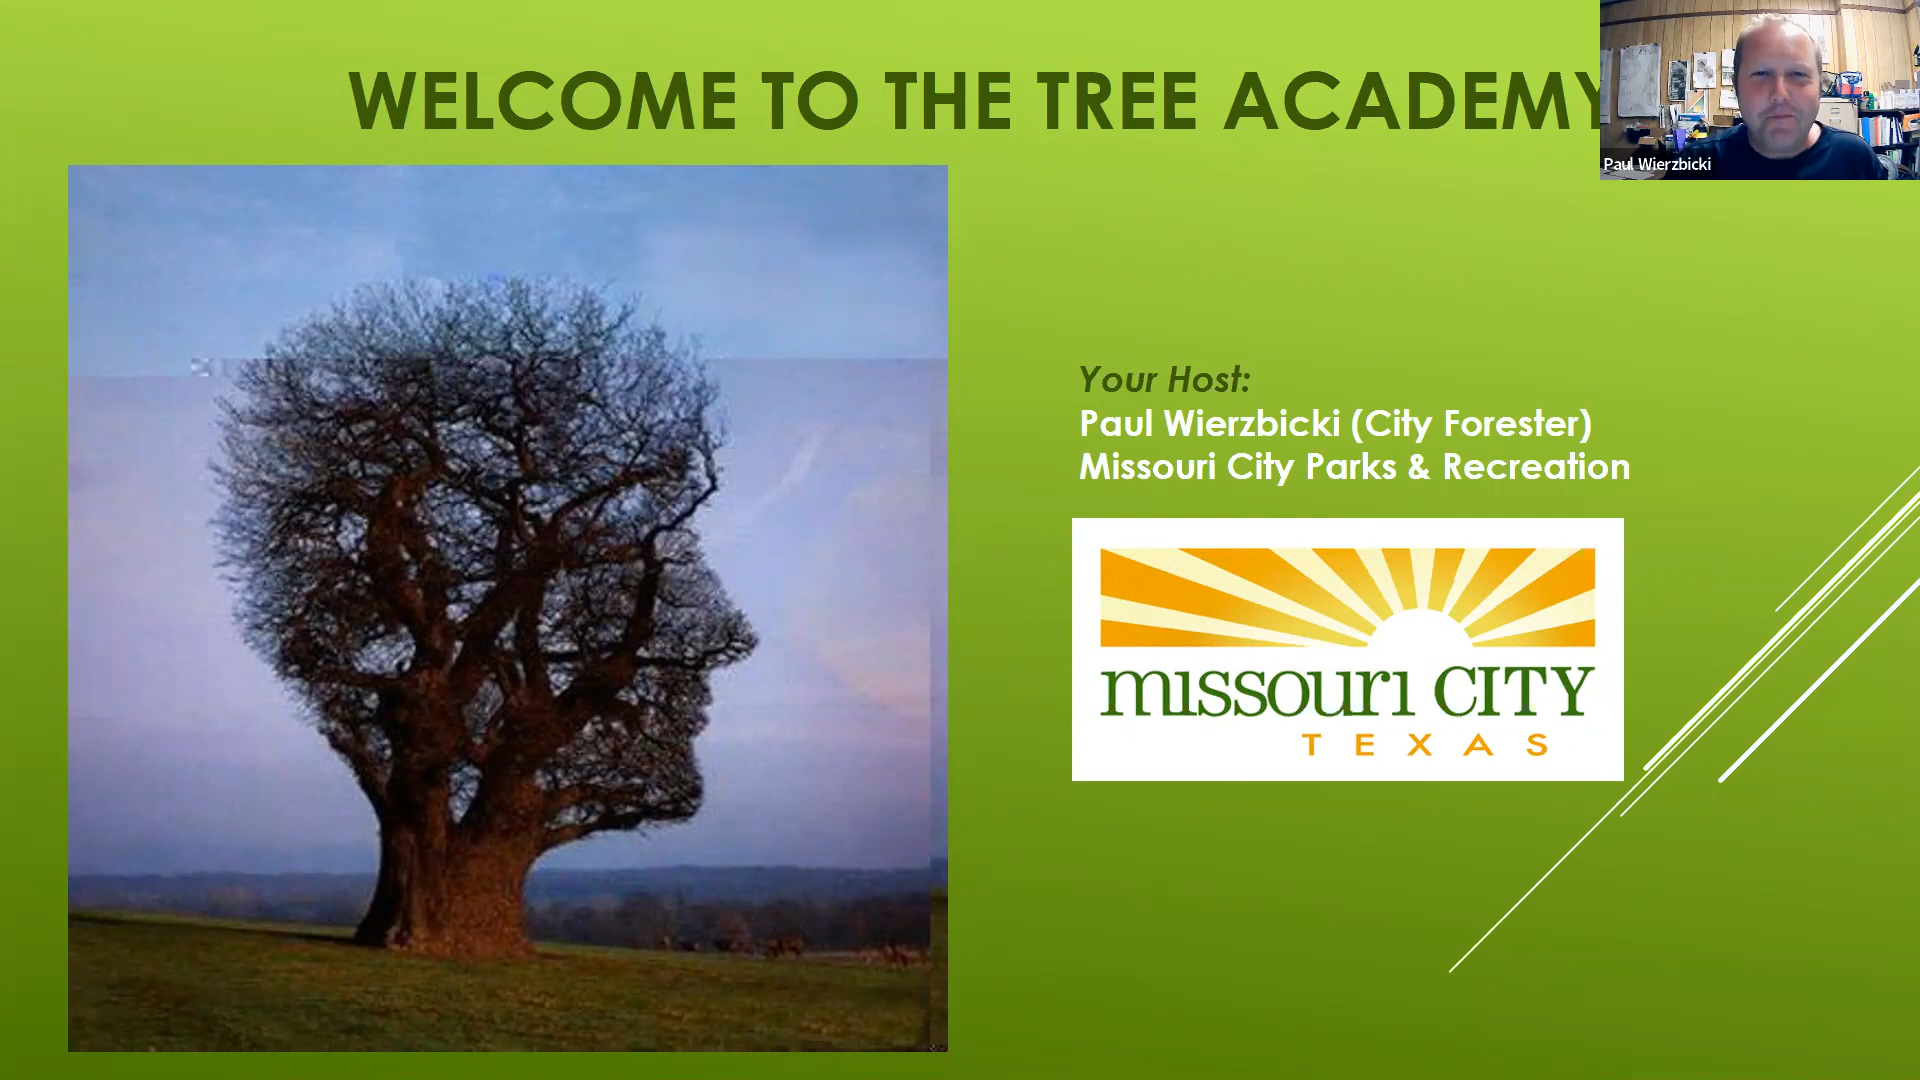 WELCOME TO THE TREE ACADEMY
Paul Wierzbicki
Your Host:
Paul Wierzbicki (City Forester)
Missouri City Parks & Recreation
missouri CITY
TEXAS